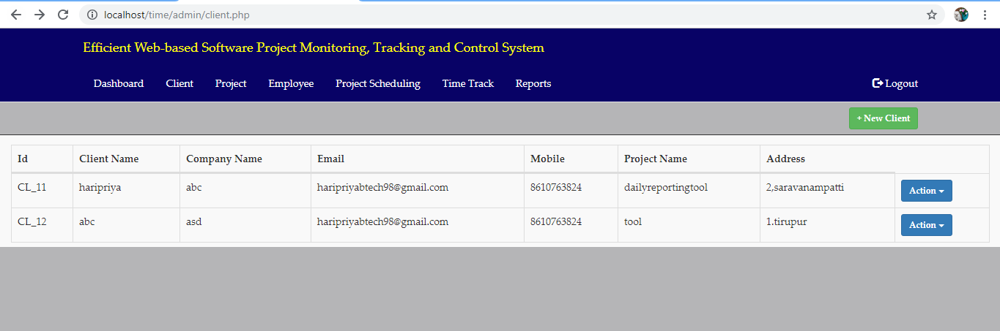 localhost/time/admin/client.php
Efficient Web-based Software Project Monitoring, Tracking and Control System
Dashboard Client Project Employee Project Scheduling Time Track Reports Logout
+ New Client
Id Client Name Company Name Email Mobile Project Name Address
CL_11 haripriya abc haripriyabtech98@gmail.com 8610763824 dailyreportingtool 2,saravanampatti Action
CL_12 abc asd haripriyabtech98@gmail.com 8610763824 tool 1.tirupur Action